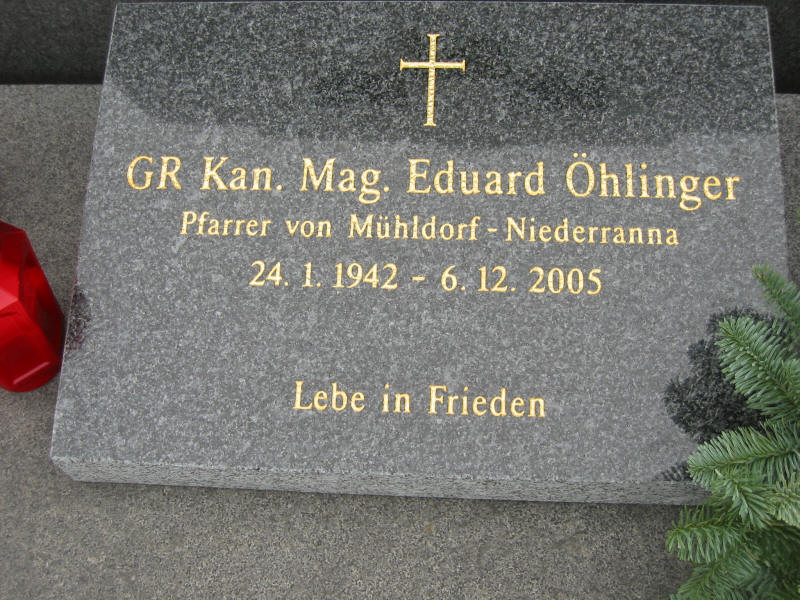 GR Kan. Mag. Eduard Öhlinger
Pfarrer von Mühldorf - Niederranna
24. 1. 1942 - 6. 12. 2005
Lebe in Frieden